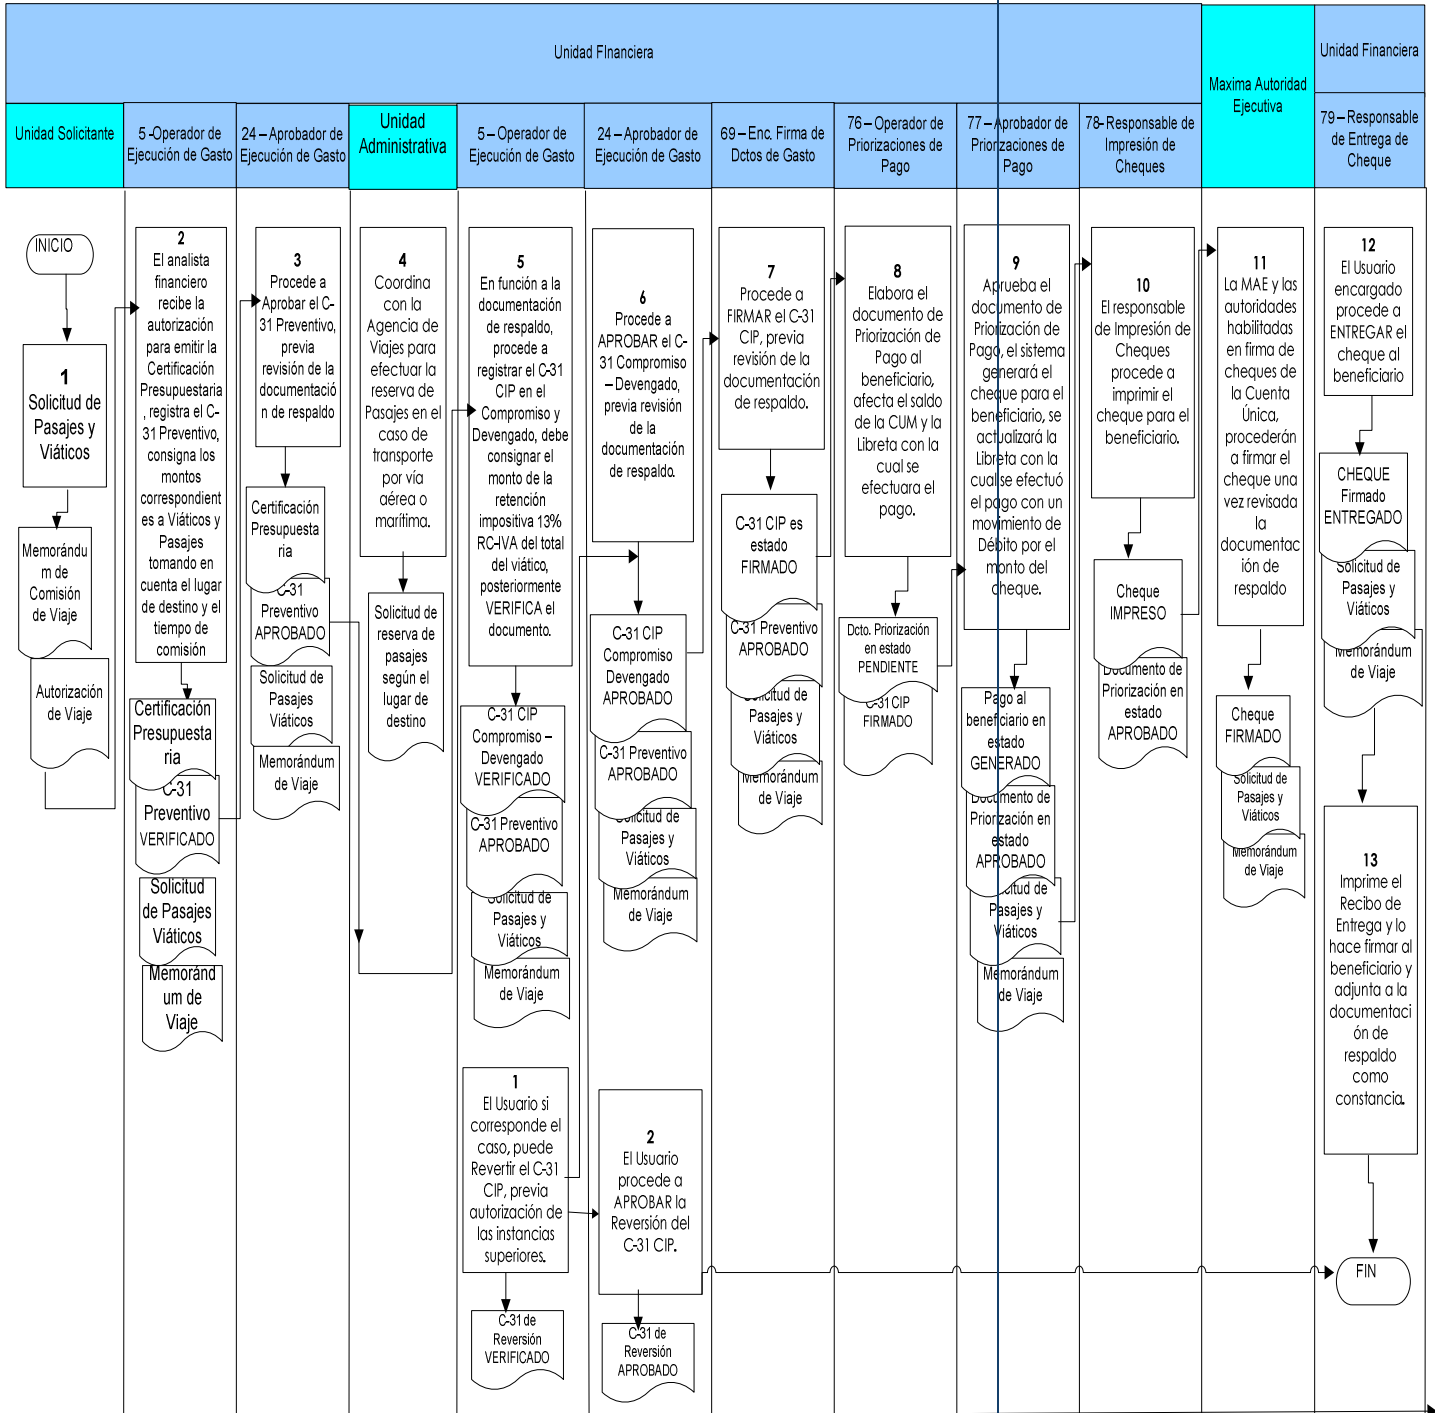 Unidad FInanciera
Maxima Autoridad
Ejecutiva
Unidad Financiera
Unidad Solicitante
5 -Operador de
Ejecución de Gasto
24 – Aprobador de
Ejecución de Gasto
Unidad
Administrativa
5 – Operador de
Ejecución de Gasto
24 – Aprobador de
Ejecución de Gasto
69 – Enc. Firma de
Dctos de Gasto
76 – Operador de
Priorizaciones de
Pago
77 – Aprobador de
Priorizaciones de
Pago
78- Responsable de
Impresión de
Cheques
79 – Responsable
de Entrega de
Cheque
INICIO
1
Solicitud de
Pasajes y
Viáticos
Memorándu
m de
Comisión
de Viaje
Autorización
de Viaje
2
El analista
financiero
recibe la
autorización
para emitir la
Certificación
Presupuestaria
, registra el C-
31 Preventivo,
consigna los
montos
correspondient
es a Viáticos y
Pasajes
tomando en
cuenta el lugar
de destino y el
tiempo de
comisión
Certificación
Presupuesta
ria
C-31
Preventivo
VERIFICADO
Solicitud
de Pasajes
Viáticos
Memoránd
um de
Viaje
3
Procede a
Aprobar el C-
31 Preventivo,
previa
revisión de la
documentació
n de respaldo
Certificación
Presupuesta
ria
C-31
Preventivo
APROBADO
Solicitud de
Pasajes
Viáticos
Memorándum
de Viaje
4
Coordina
con la
Agencia de
Viajes para
efectuar la
reserva de
Pasajes en el
caso de
transporte
por vía
aérea o
marítima.
Solicitud de
reserva de
pasajes
según el
lugar de
destino
5
En función a la
documentación
de respaldo,
procede a
registrar el C-31
CIP en el
Compromiso y
Devengado, debe
consignar el
monto de la
retención
impositiva 13%
RC-IVA del total
del viático,
posteriormente
VERIFICA el
documento.
C-31 CIP
Compromiso –
Devengado
VERIFICADO
C-31 Preventivo
APROBADO
Solicitud de
Pasajes y
Viáticos
Memorándum
de Viaje
1
El Usuario si
corresponde el
caso, puede
Revertir el C-31
CIP, previa
autorización de
las instancias
superiores.
C-31 de
Reversión
VERIFICADO
6
Procede a
APROBAR el C-
31 Compromiso
– Devengado,
previa revisión
de la
documentación
de respaldo.
C-31 CIP
Compromiso
Devengado
APROBADO
C-31 Preventivo
APROBADO
Solicitud de
Pasajes y
Viáticos
Memorándum
de Viaje
2
El Usuario
procede a
APROBAR la
Reversión del
C-31 CIP.
C-31 de
Reversión
APROBADO
7
Procede a
FIRMAR el C-31
CIP, previa
revisión de la
documentación
de respaldo.
C-31 CIP es
estado
FIRMADO
C-31 Preventivo
APROBADO
Solicitud de
Pasajes y
Viáticos
Memorándum
de Viaje
8
Elabora el
documento de
Priorización de
Pago al
beneficiario,
afecta el saldo
de la CUM y la
Libreta con la
cual se
efectuara el
pago.
Dcto. Priorización
en estado
PENDIENTE
C-31 CIP
FIRMADO
9
Aprueba el
documento de
Priorización de
Pago, el sistema
generará el
cheque para el
beneficiario, se
actualizará la
Libreta con la
cual se efectuó
el pago con un
movimiento de
Débito por el
monto del
cheque.
Pago al
beneficiario en
estado
GENERADO
Documento de
Priorización en
estado
APROBADO
Solicitud de
Pasajes y
Viáticos
Memorándum
de Viaje
10
El responsable
de Impresión de
Cheques
procede a
imprimir el
cheque para el
beneficiario.
Cheque
IMPRESO
Documento de
Priorización en
estado
APROBADO
11
La MAE y las
autoridades
habilitadas
en firma de
cheques de
la Cuenta
Única,
procederán
a firmar el
cheque una
vez revisada
la
documentac
ión de
respaldo
Cheque
FIRMADO
Solicitud de
Pasajes y
Viáticos
Memorándum
de Viaje
12
El Usuario
encargado
procede a
ENTREGAR el
cheque al
beneficiario
CHEQUE
Firmado
ENTREGADO
Solicitud de
Pasajes y
Viáticos
Memorándum
de Viaje
13
Imprime el
Recibo de
Entrega y lo
hace firmar al
beneficiario y
adjunta a la
documentaci
ón de
respaldo
como
constancia.
FIN